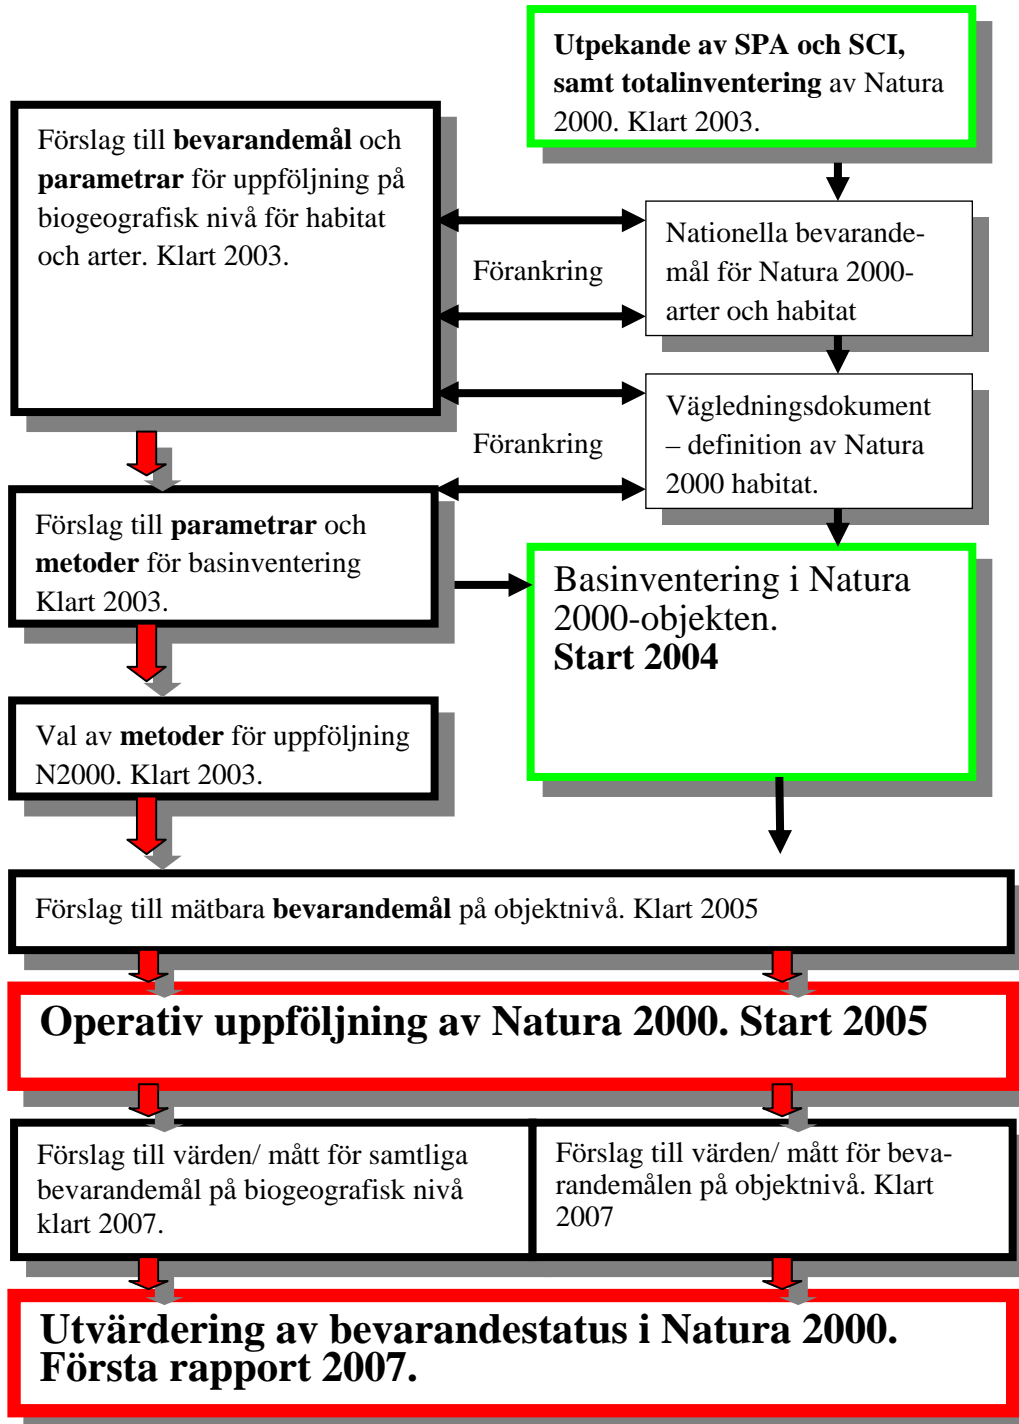 Utpekande av SPA och SCI,
samt totalinventering av Natura
2000. Klart 2003.
Förslag till bevarandemål och
parametrar för uppföljning på
biogeografisk nivå för habitat
och arter. Klart 2003.
Förankring
Nationella bevarande-
mål för Natura 2000-
arter och habitat
Förankring
Vägledningsdokument
– definition av Natura
2000 habitat.
Förslag till parametrar och
metoder för basinventering
Klart 2003.
Basinventering i Natura
2000-objekten.
Start 2004
Val av metoder för uppföljning
N2000. Klart 2003.
Förslag till mätbara bevarandemål på objektnivå. Klart 2005
Operativ uppföljning av Natura 2000. Start 2005
Förslag till värden/ mått för samtliga
bevarandemål på biogeografisk nivå
klart 2007.
Förslag till värden/ mått för beva-
randemålen på objektnivå. Klart
2007
Utvärdering av bevarandestatus i Natura 2000.
Första rapport 2007.